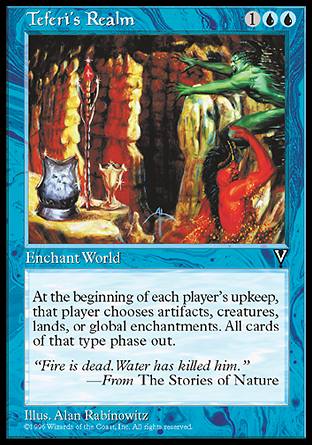 Teferi's Realm 1
Enchant World V
At the beginning of each player's upkeep,
that player chooses artifacts, creatures,
lands, or global enchantments. All cards
of that type phase out.
"Fire is dead. Water has killed him."
—From The Stories of Nature
Illus. Alan Rabinowitz
©1996 Wizards of the Coast, Inc. All rights reserved.